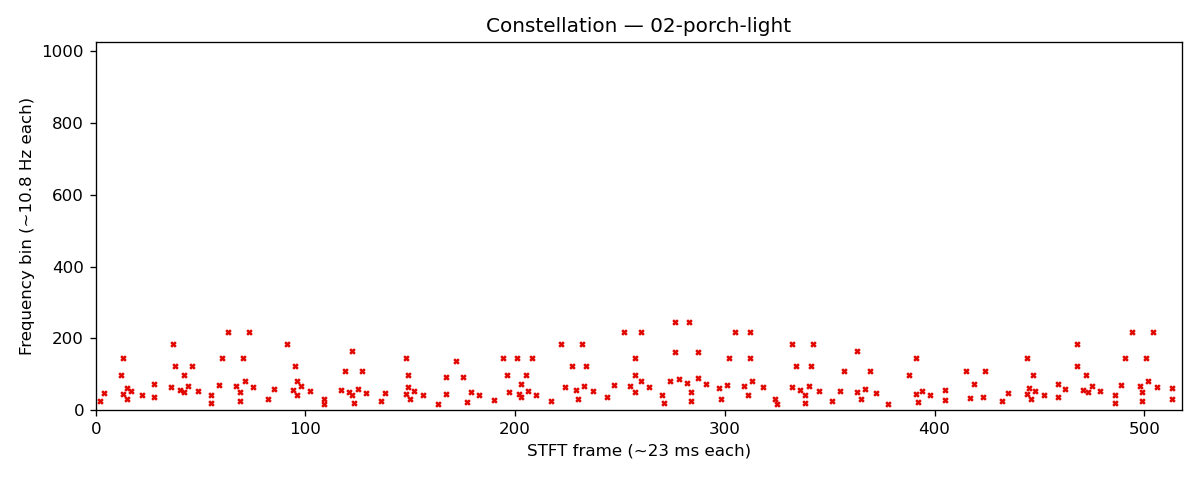 Constellation — 02-porch-light
Frequency bin (~10.8 Hz each)
1000
800
600
400
200
0
0 100 200 300 400 500
STFT frame (~23 ms each)